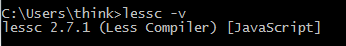 C:\Users\think>lessc -v
lessc 2.7.1 (Less Compiler) [JavaScript]